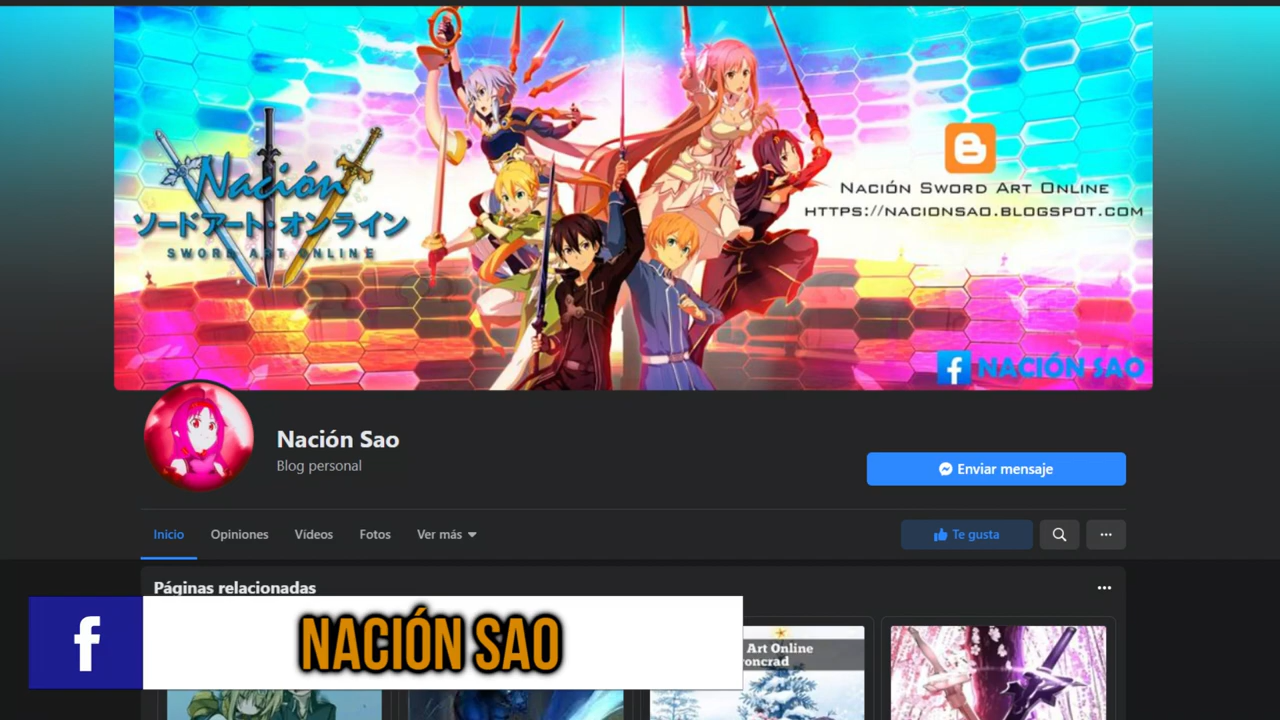 Nación
ソードアート・オンライン
SWORD ART ONLINE
NACIÓN SWORD ART ONLINE
HTTPS://NACIONSAO.BLOGSPOT.COM
NACIÓN SAO
Nación Sao
Blog personal
Enviar mensaje
Inicio
Opiniones
Vídeos
Fotos
Ver más
Te gusta
Páginas relacionadas
NACIÓN SAO
Art Online